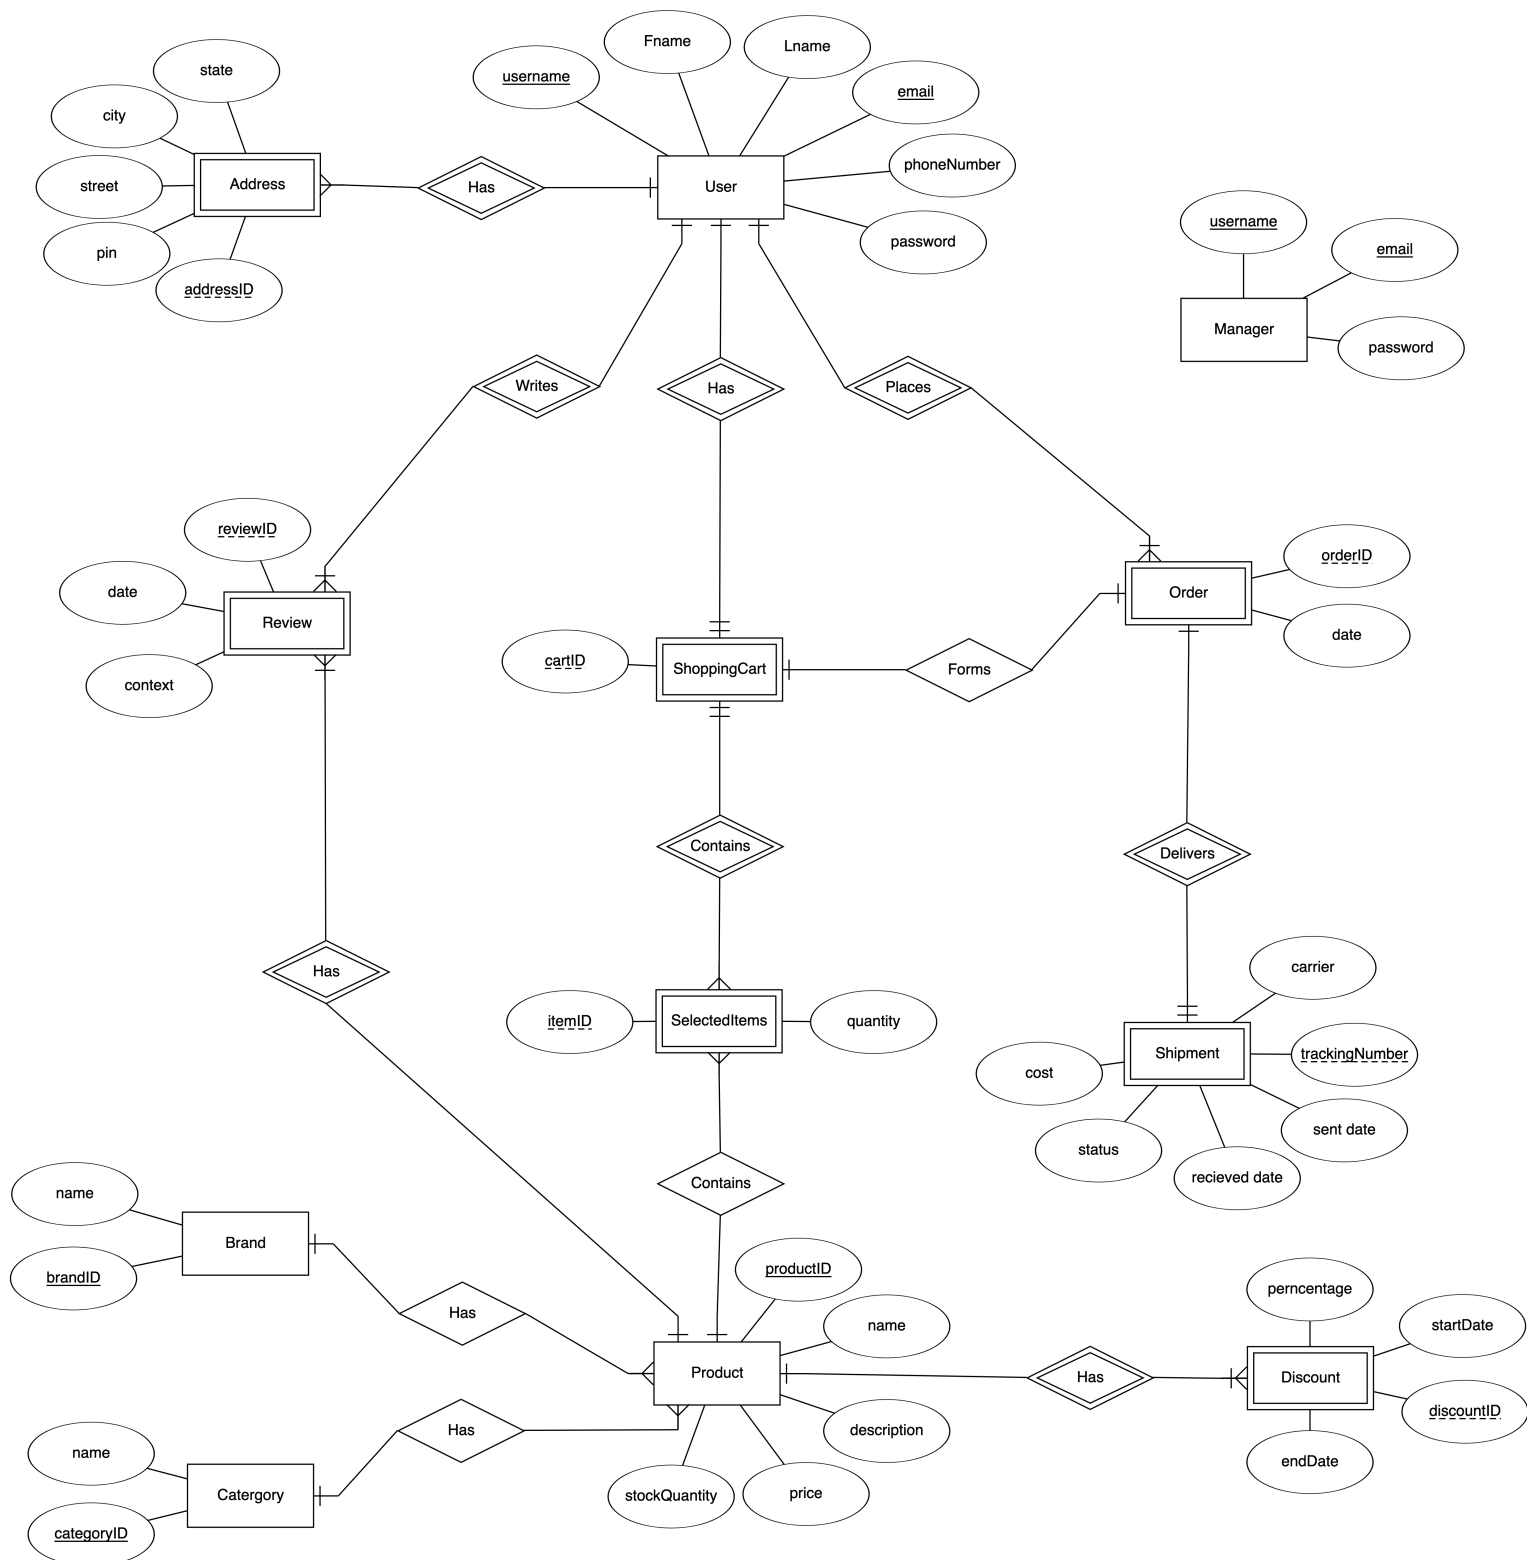 Fname
Lname
state
username
email
city
phoneNumber
street
Address
Has
User
username
password
email
pin
addressID
Manager
password
Writes
Has
Places
reviewID
orderID
date
Order
Review
date
cartID
ShoppingCart
Forms
context
Contains
Delivers
carrier
Has
itemID
SelectedItems
quantity
Shipment
trackingNumber
cost
sent date
status
recieved date
Contains
name
Brand
brandID
productID
perncentage
Has
name
startDate
Product
Has
Discount
discountID
Has
description
name
endDate
Catergory
stockQuantity
price
categoryID